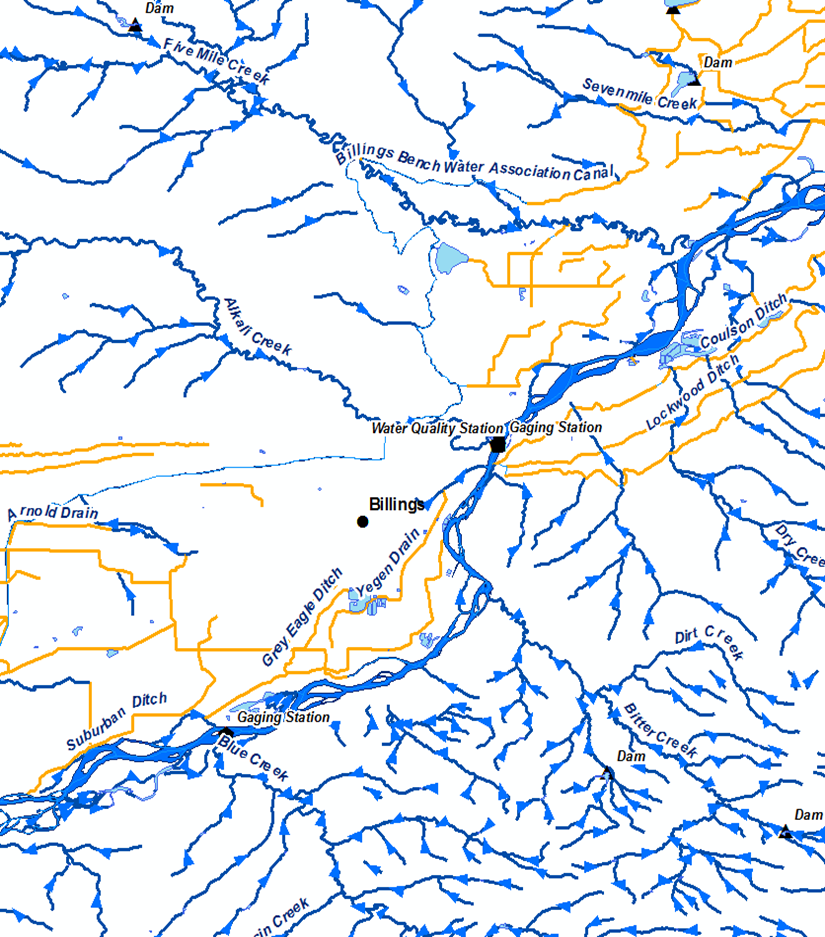 Dam
Five Mile Creek
Dam
Sevenmile Creek
Billings Bench Water Association Canal
Alkali Creek
Coulson Ditch
Lockwood Ditch
Water Quality Station
Gaging Station
Billings
Arnold Drain
Yegen Drain
Grey Eagle Ditch
Dry Cree
Dirt Creek
Suburban Ditch
Gaging Station
Blue Creek
Bitter Creek
Dam
Dam
in Creek